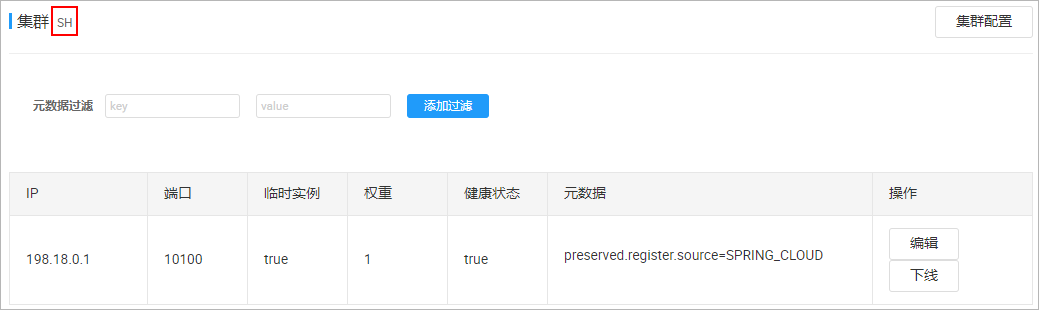 集群 SH 集群配置
元数据过滤 key value 添加过滤
IP 端口 临时实例 权重 健康状态 元数据 操作
198.18.0.1 10100 true 1 true preserved.register.source=SPRING_CLOUD 编辑
下线